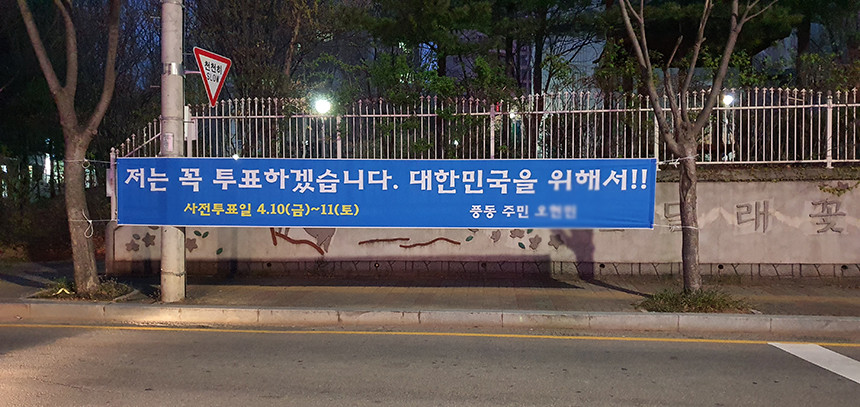 천천히
SLOW
저는 꼭 투표하겠습니다. 대한민국을 위해서!!
사전투표일 4.10(금)~11(토)
풍동 주민
달래꽃